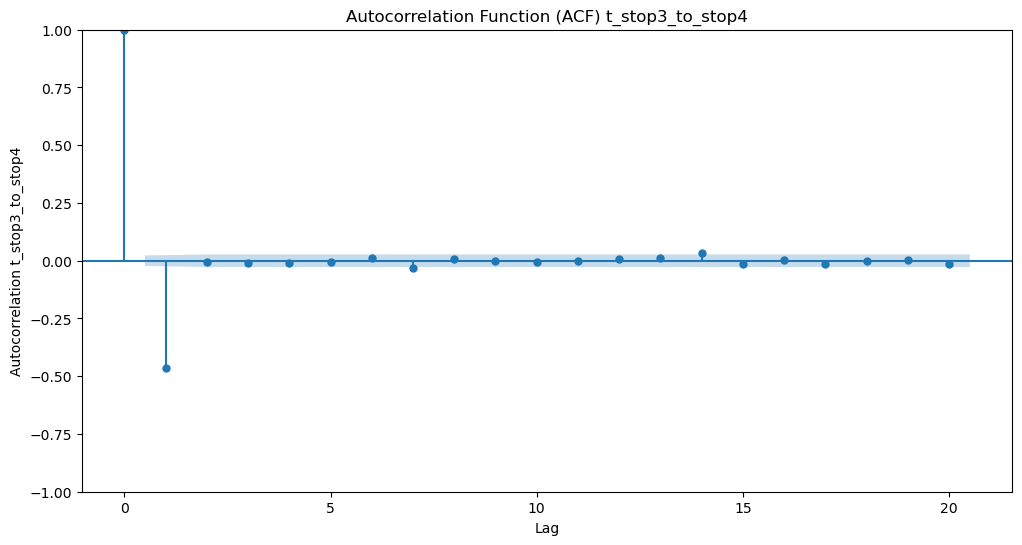 Autocorrelation Function (ACF) t_stop3_to_stop4
Autocorrelation t_stop3_to_stop4
1.00
0.75
0.50
0.25
0.00
−0.25
−0.50
−0.75
−1.00
0 5 10 15 20
Lag